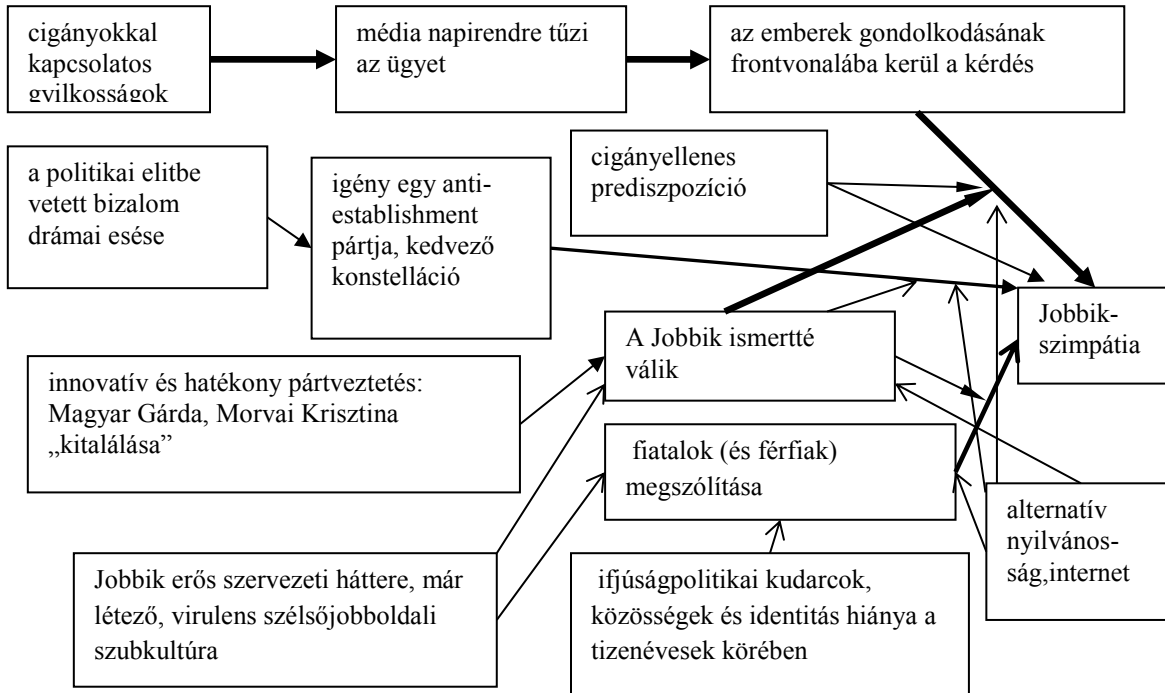 cigányokkal
kapcsolatos
gyilkosságok
média napirendre tűzi
az ügyet
az emberek gondolkodásának
frontvonalába kerül a kérdés
a politikai elitbe
vetett bizalom
drámai esése
igény egy anti-
establishment
pártja, kedvező
konstelláció
cigányellenes
prediszpozíció
Jobbik-
szimpátia
A Jobbik ismertté
válik
innovatív és hatékony pártveztetés:
Magyar Gárda, Morvai Krisztina
„kitalálása”
fiatalok (és férfiak)
megszólítása
alternatív
nyilvános-
ság,internet
Jobbik erős szervezeti háttere, már
létező, virulens szélsőjobboldali
szubkultúra
ifjúságpolitikai kudarcok,
közösségek és identitás hiánya a
tizenévesek körében